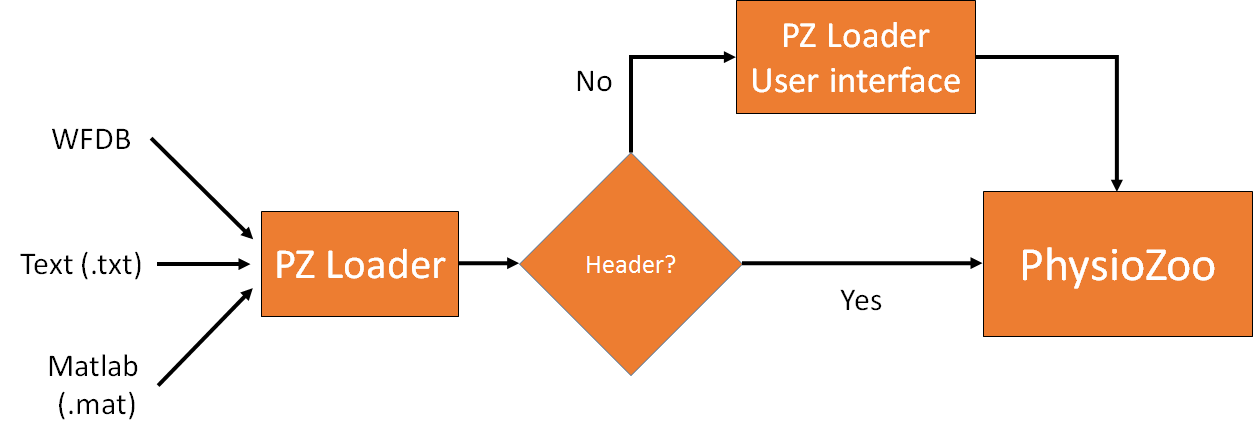 WFDB
Text (.txt)
Matlab
(.mat)
PZ Loader
Header?
No
PZ Loader
User interface
Yes
PhysioZoo